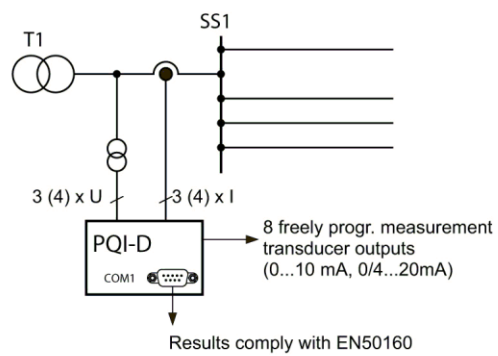 SS1
T1
3 (4) x U
3 (4) x I
PQI-D
COM1
8 freely progr. measurement
transducer outputs
(0...10 mA, 0/4...20mA)
Results comply with EN50160